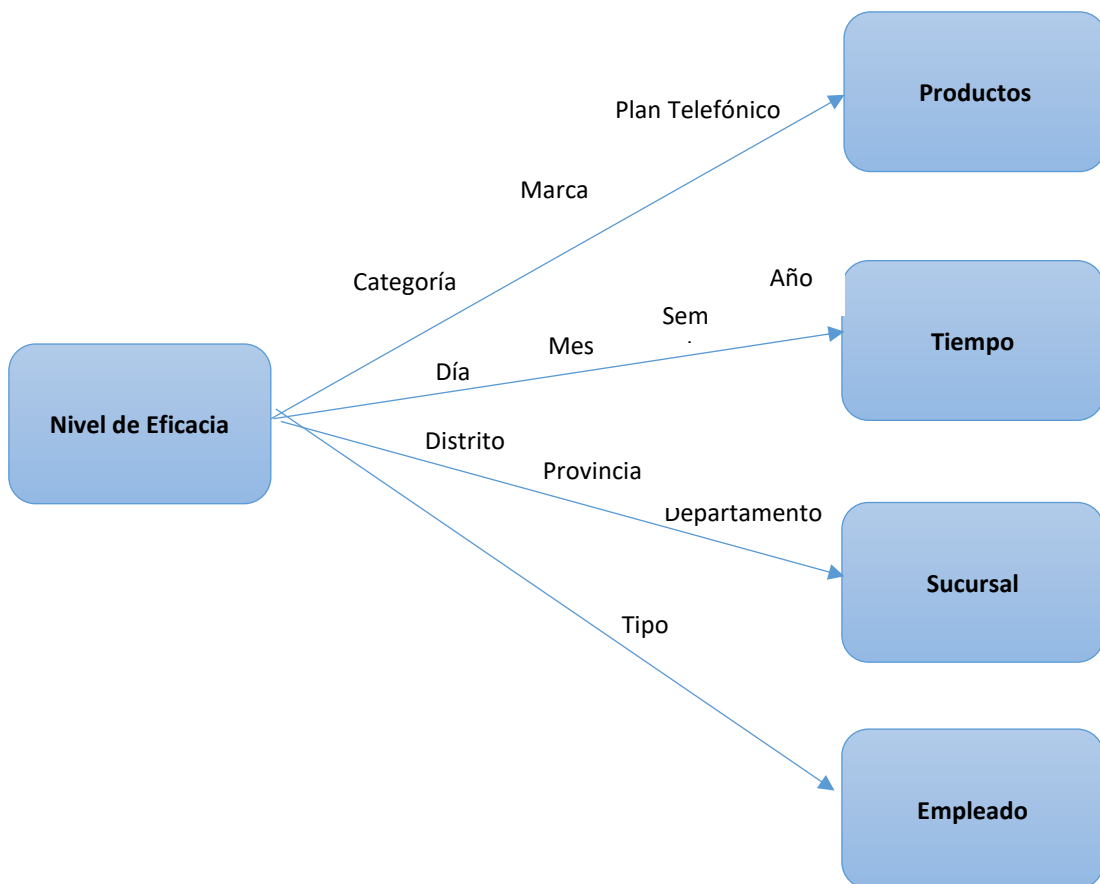 Productos
Plan Telefónico
Marca
Categoría
Año
Sem
Mes
Tiempo
Día
Nivel de Eficacia
Distrito
Provincia
Departamento
Sucursal
Tipo
Empleado